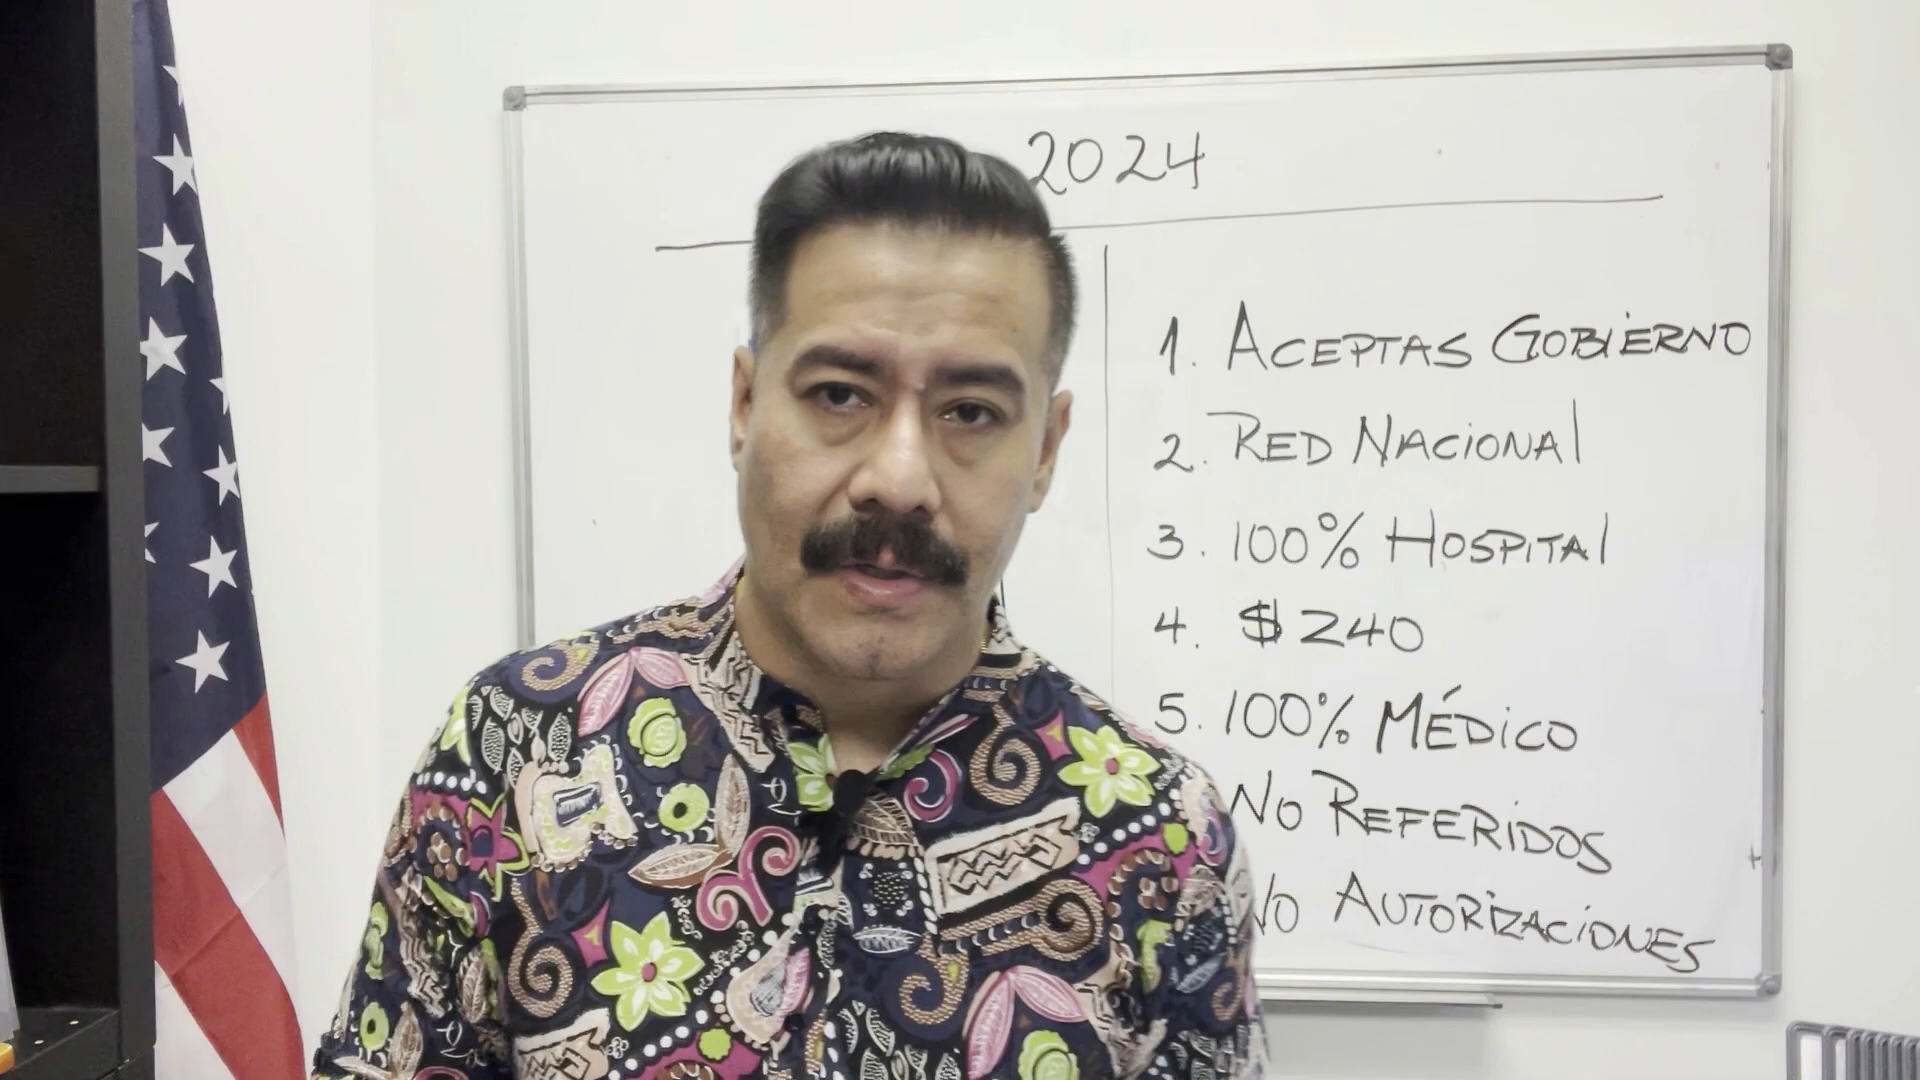 2024
1. ACEPTAS GOBIERNO
2. RED NACIONAL
3. 100% HOSPITAL
4. $240
5. 100% MÉDICO
NO REFERIDOS
NO AUTORIZACIONES